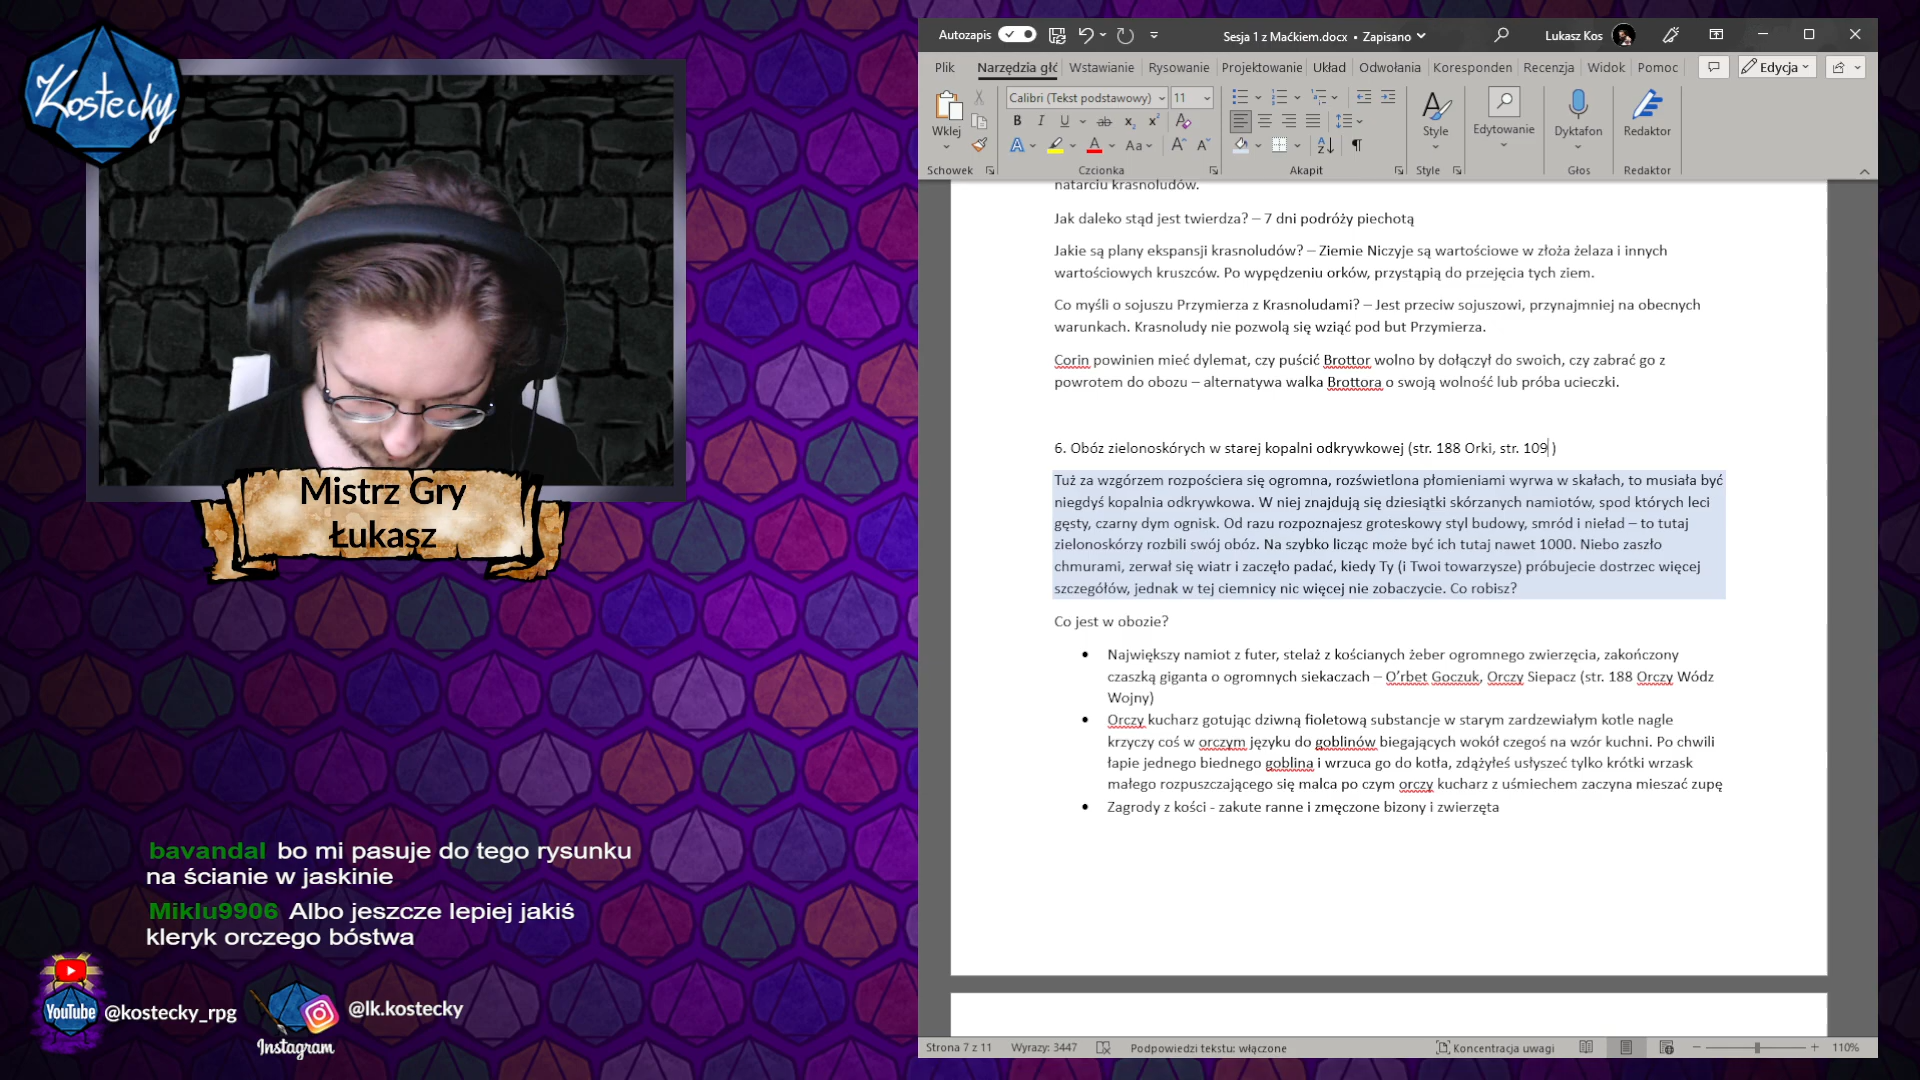 Kostecky
Mistrz Gry
Łukasz
bavandal bo mi pasuje do tego rysunku
na ścianie w jaskinie
Miklu9906 Albo jeszcze lepiej jakiś
kleryk orczego bóstwa
YouTube @kostecky_rpg
Instagram @lk.kostecky
Autozapis
Sesja 1 z Maćkiem.docx • Zapisano
Lukasz Kos
Plik Narzędzia głć Wstawianie Rysowanie Projektowanie Układ Odwołania Koresponden Recenzja Widok Pomoc
Edycja
Wklej
Calibri (Tekst podstawowy) 11
Style
Edytowanie
Dyktafon
Redaktor
Schowek Czcionka Akapit Style Głos Redaktor
natarciu krasnoludów.
Jak daleko stąd jest twierdza? – 7 dni podróży piechotą
Jakie są plany ekspansji krasnoludów? – Ziemie Niczyje są wartościowe w złoża żelaza i innych
wartościowych kruszców. Po wypędzeniu orków, przystąpią do przejęcia tych ziem.
Co myśli o sojuszu Przymierza z Krasnoludami? – Jest przeciw sojuszowi, przynajmniej na obecnych
warunkach. Krasnoludy nie pozwolą się wziąć pod but Przymierza.
Corin powinien mieć dylemat, czy puścić Brottor wolno by dołączył do swoich, czy zabrać go z
powrotem do obozu – alternatywa walka Brottora o swoją wolność lub próba ucieczki.
6. Obóz zielonoskórych w starej kopalni odkrywkowej (str. 188 Orki, str. 109 )
Tuż za wzgórzem rozpościera się ogromna, rozświetlona płomieniami wyrwa w skałach, to musiała być
niegdyś kopalnia odkrywkowa. W niej znajdują się dziesiątki skórzanych namiotów, spod których leci
gęsty, czarny dym ognisk. Od razu rozpoznajesz groteskowy styl budowy, smród i nieład – to tutaj
zielonoskórzy rozbili swój obóz. Na szybko licząc może być ich tutaj nawet 1000. Niebo zaszło
chmurami, zerwał się wiatr i zaczęło padać, kiedy Ty (i Twoi towarzysze) próbujecie dostrzec więcej
szczegółów, jednak w tej ciemnicy nic więcej nie zobaczycie. Co robisz?
Co jest w obozie?
• Największy namiot z futer, stelaż z kościanych żeber ogromnego zwierzęcia, zakończony
czaszką giganta o ogromnych siekaczach – O'rbet Goczuk, Orczy Siepacz (str. 188 Orczy Wódz
Wojny)
• Orczy kucharz gotując dziwną fioletową substancje w starym zardzewiałym kotle nagle
krzyczy coś w orczym języku do goblinów biegających wokół czegoś na wzór kuchni. Po chwili
łapie jednego biednego goblina i wrzuca go do kotła, zdążyłeś usłyszeć tylko krótki wrzask
małego rozpuszczającego się malca po czym orczy kucharz z uśmiechem zaczyna mieszać zupę
• Zagrody z kości - zakute ranne i zmęczone bizony i zwierzęta
Strona 7 z 11 Wyrazy: 3447 Podpowiedzi tekstu: włączone Koncentracja uwagi 110%